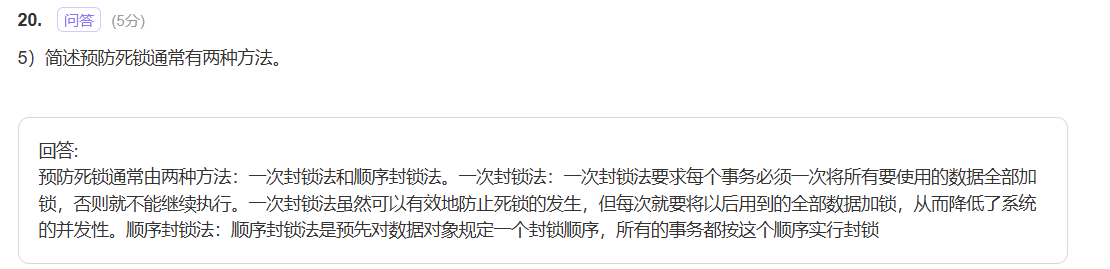 20. 问答 (5分)
5）简述预防死锁通常有两种方法。
回答:
预防死锁通常由两种方法：一次封锁法和顺序封锁法。一次封锁法：一次封锁法要求每个事务必须一次将所有要使用的数据全部加
锁，否则就不能继续执行。一次封锁法虽然可以有效地防止死锁的发生，但每次就要将以后用到的全部数据加锁，从而降低了系统
的并发性。顺序封锁法：顺序封锁法是预先对数据对象规定一个封锁顺序，所有的事务都按这个顺序实行封锁